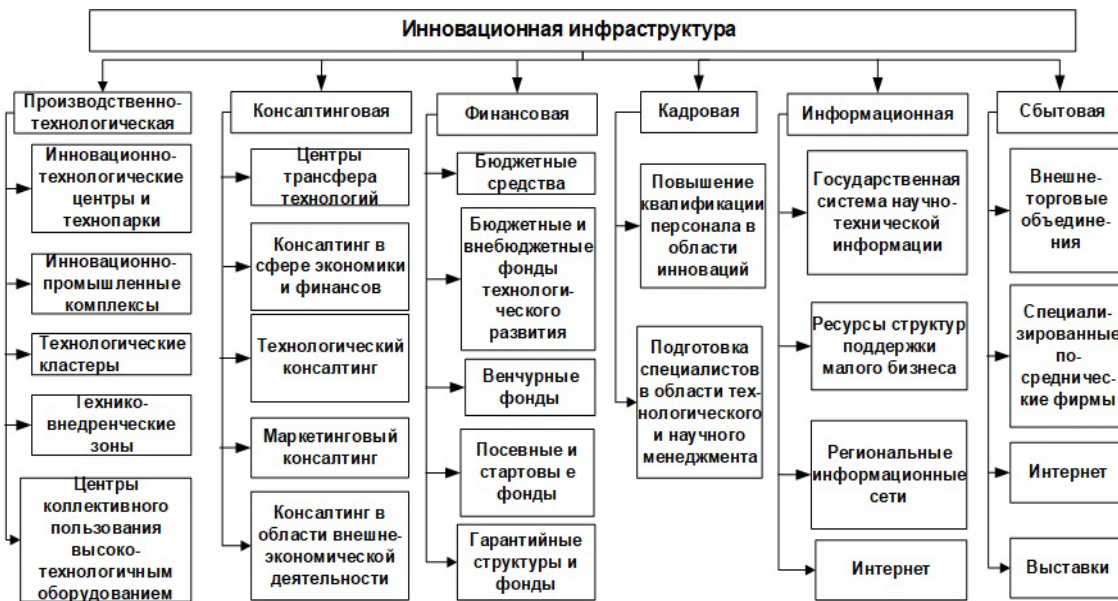 Инновационная инфраструктура
Производственно-
технологическая
Инновационно-
технологические
центры и
технопарки
Инновационно-
промышленные
комплексы
Технологические
кластеры
Технико-
внедренческие
зоны
Центры
коллективного
пользования
высоко-
технологичным
оборудованием
Консалтинговая
Центры
трансфера
технологий
Консалтинг в
сфере экономики
и финансов
Технологический
консалтинг
Маркетинговый
консалтинг
Консалтинг в
области внешне-
экономической
деятельности
Финансовая
Бюджетные
средства
Бюджетные и
внебюджетные
фонды
технологи-
ческого
развития
Венчурные
фонды
Посевные и
стартовы е
фонды
Гарантийные
структуры и
фонды
Кадровая
Повышение
квалификации
персонала в
области
инноваций
Подготовка
специалистов
в области тех-
нологического
и научного
менеджмента
Информационная
Государственная
система научно-
технической
информации
Ресурсы структур
поддержки
малого бизнеса
Региональные
информационные
сети
Интернет
Сбытовая
Внешне-
торговые
объедине-
ния
Специали-
зированные
по-
средничес-
кие фирмы
Интернет
Выставки